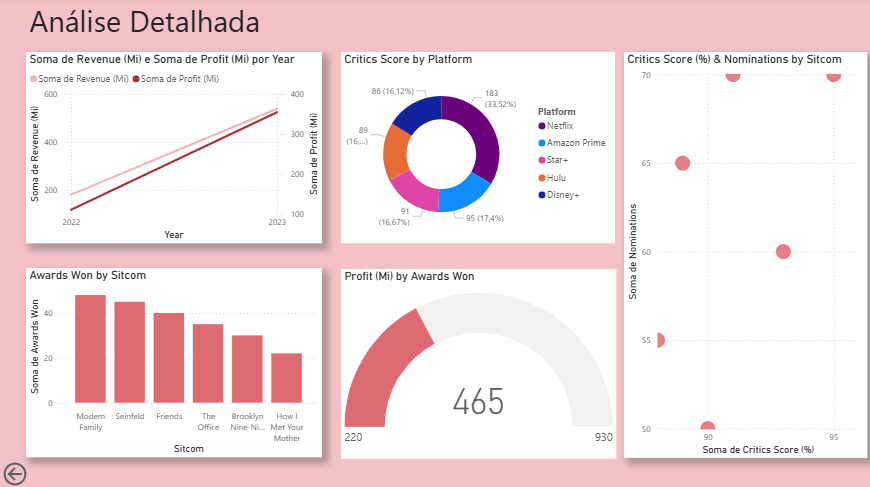 Análise Detalhada
Soma de Revenue (Mi) e Soma de Profit (Mi) por Year
Soma de Revenue (Mi) Soma de Profit (Mi)
Soma de Revenue (Mi)
600
400
200
400
300
200
100
Soma de Profit (Mi)
2022 2023
Year
Critics Score by Platform
88 (16,12%)
183
(33,52%)
89
(16,...)
91
(16,67%)
95 (17,4%)
Platform
Netflix
Amazon Prime
Star+
Hulu
Disney+
Critics Score (%) & Nominations by Sitcom
Soma de Nominations
70
65
60
55
50
90 95
Soma de Critics Score (%)
Awards Won by Sitcom
Soma de Awards Won
40
20
0
Modern
Family
Seinfeld
Friends
The
Office
Brooklyn
Nine-Ni...
How I
Met Your
Mother
Sitcom
Profit (Mi) by Awards Won
465
220 930